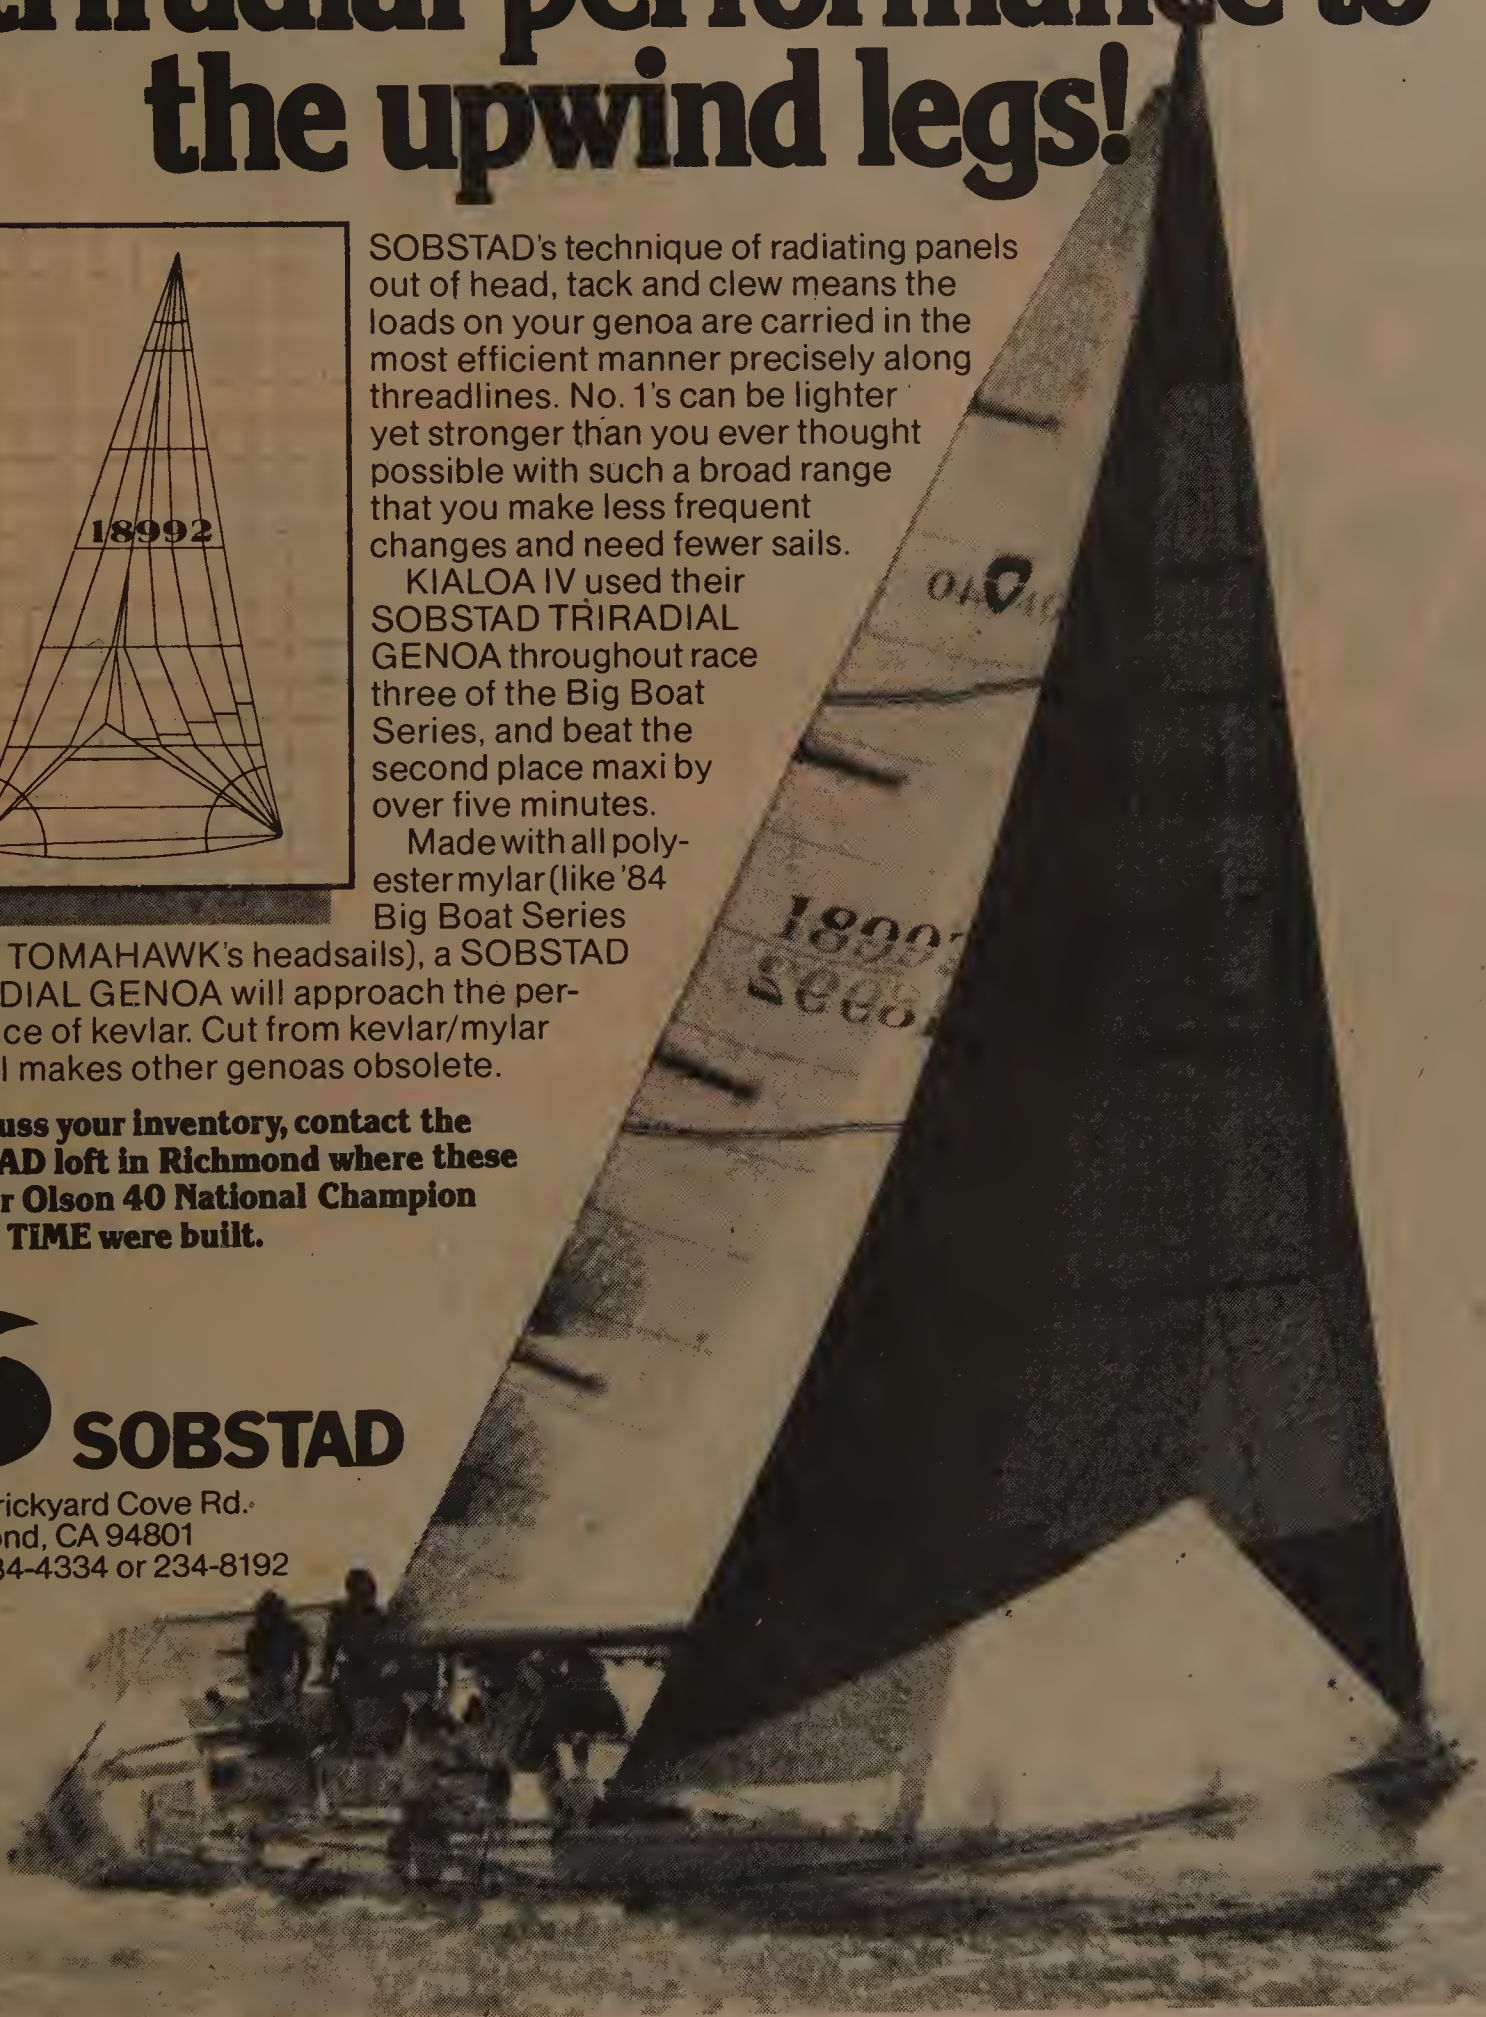 performance to
the upwind legs!
18992
SOBSTAD's technique of radiating panels
out of head, tack and clew means the
loads on your genoa are carried in the
most efficient manner precisely along
threadlines. No. 1's can be lighter
yet stronger than you ever thought
possible with such a broad range
that you make less frequent
changes and need fewer sails.
KIALOA IV used their
SOBSTAD TRIRADIAL
GENOA throughout race
three of the Big Boat
Series, and beat the
second place maxi by
over five minutes.
Made with all poly-
ester mylar (like '84
Big Boat Series
TOMAHAWK's headsails), a SOBSTAD
DIAL GENOA will approach the per-
ce of kevlar. Cut from kevlar/mylar
l makes other genoas obsolete.
uss your inventory, contact the
AD loft in Richmond where these
r Olson 40 National Champion
TIME were built.
SOBSTAD
rickyard Cove Rd.
ond, CA 94801
34-4334 or 234-8192
1899